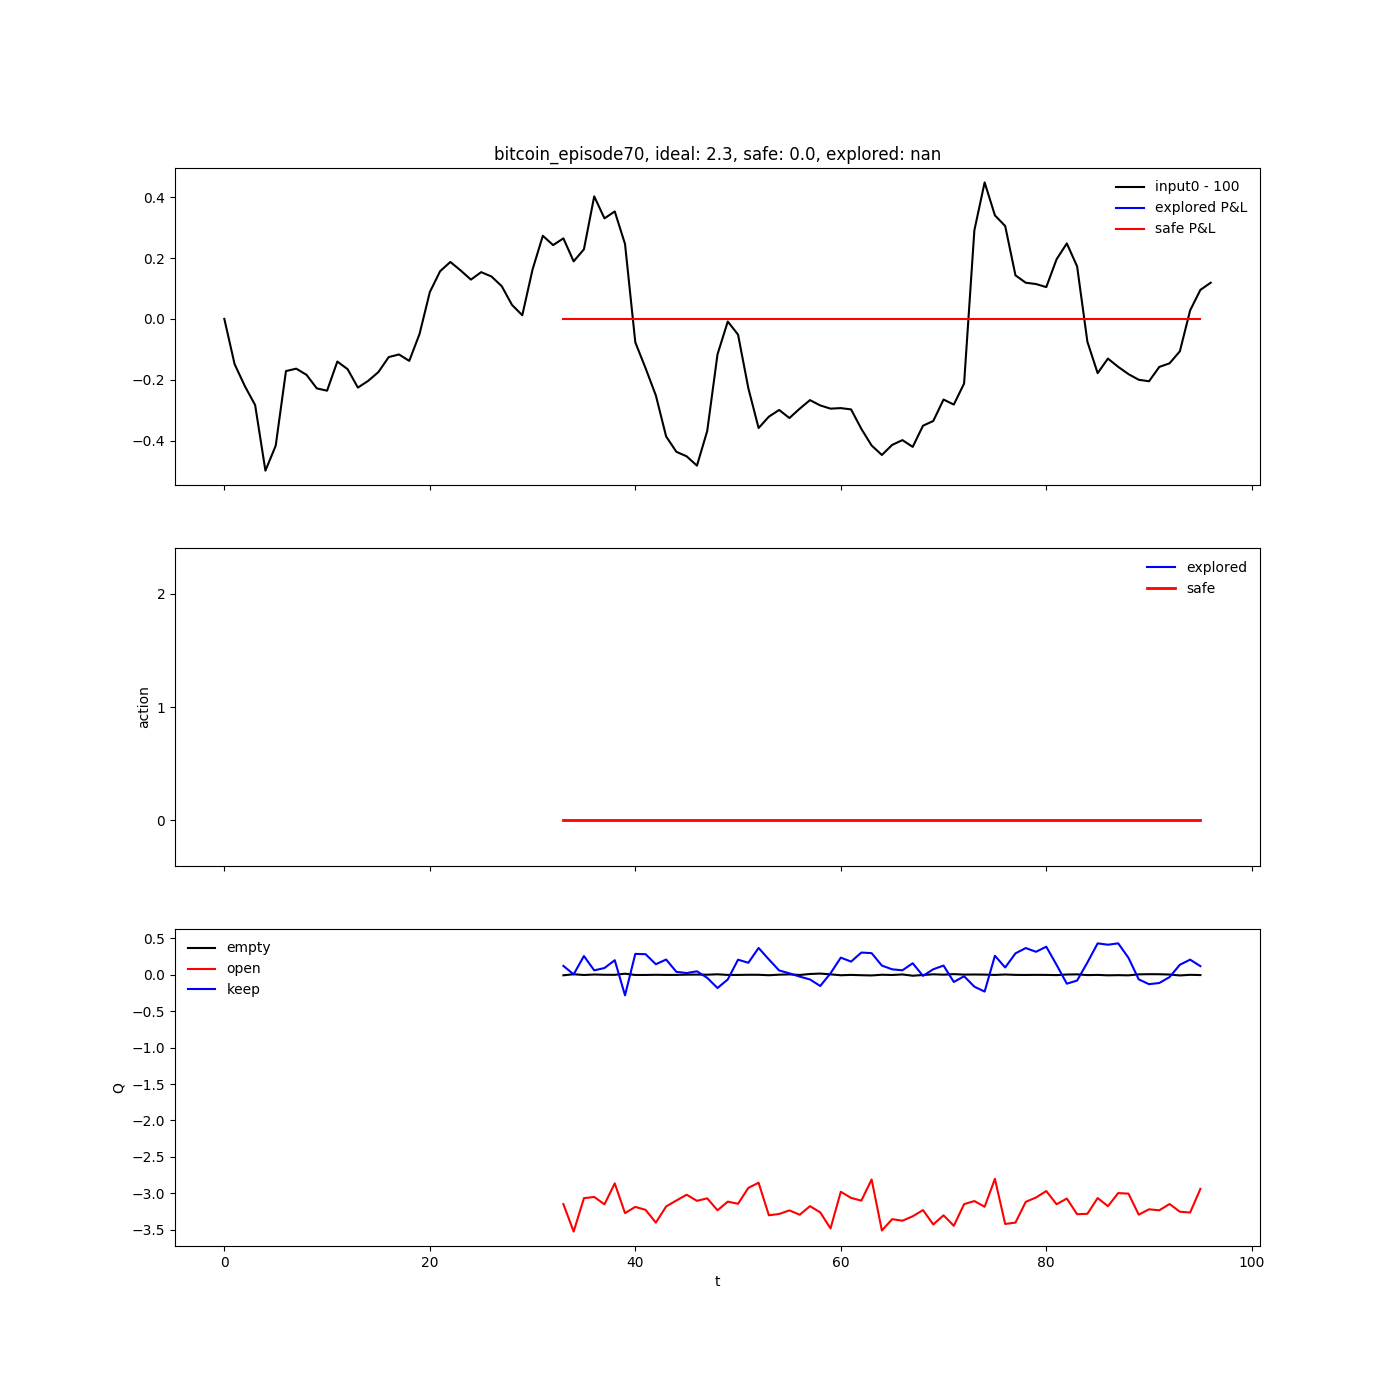 bitcoin_episode70, ideal: 2.3, safe: 0.0, explored: nan
input0 - 100
explored P&L
safe P&L
0.4
0.2
0.0
−0.2
−0.4
explored
safe
2
1
0
action
empty
open
keep
0.5
0.0
−0.5
−1.0
−1.5
−2.0
−2.5
−3.0
−3.5
Q
0 20 40 60 80 100
t